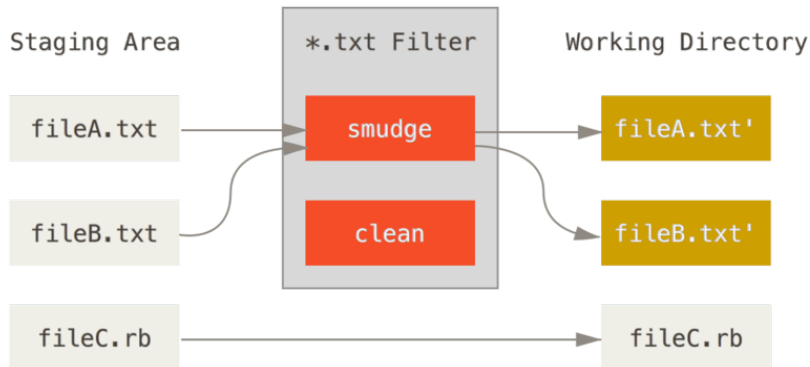 Staging Area
*.txt Filter
Working Directory
fileA.txt
smudge
fileA.txt'
fileB.txt
clean
fileB.txt'
fileC.rb
fileC.rb